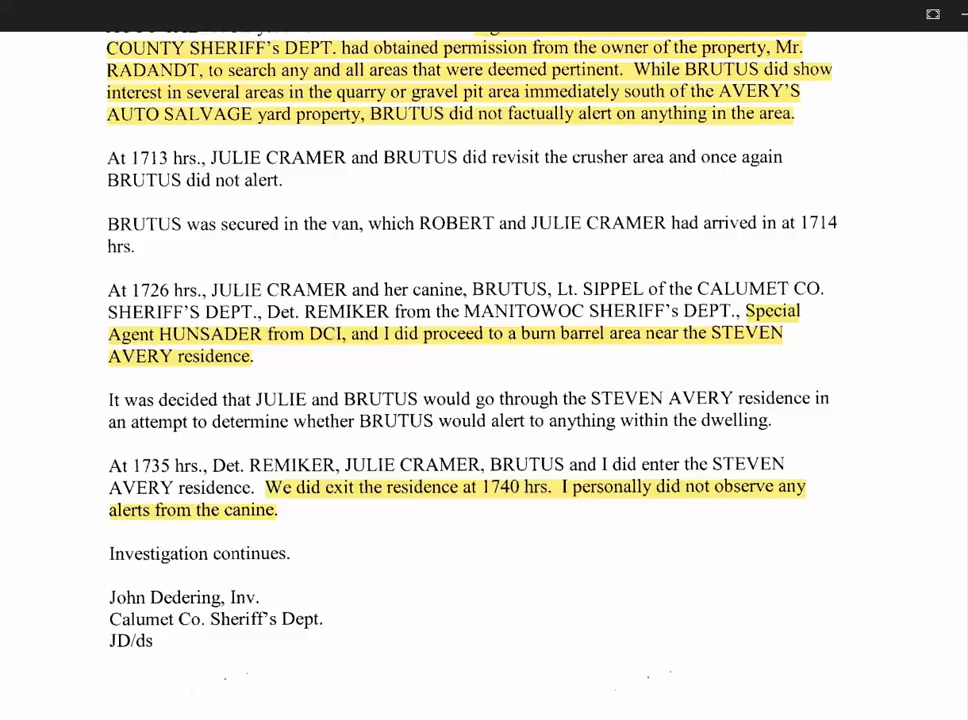 COUNTY SHERIFF's DEPT. had obtained permission from the owner of the property, Mr.
RADANDT, to search any and all areas that were deemed pertinent. While BRUTUS did show
interest in several areas in the quarry or gravel pit area immediately south of the AVERY'S
AUTO SALVAGE yard property, BRUTUS did not factually alert on anything in the area.
At 1713 hrs., JULIE CRAMER and BRUTUS did revisit the crusher area and once again
BRUTUS did not alert.
BRUTUS was secured in the van, which ROBERT and JULIE CRAMER had arrived in at 1714
hrs.
At 1726 hrs., JULIE CRAMER and her canine, BRUTUS, Lt. SIPPEL of the CALUMET CO.
SHERIFF'S DEPT., Det. REMIKER from the MANITOWOC SHERIFF's DEPT., Special
Agent HUNSADER from DCI, and I did proceed to a burn barrel area near the STEVEN
AVERY residence.
It was decided that JULIE and BRUTUS would go through the STEVEN AVERY residence in
an attempt to determine whether BRUTUS would alert to anything within the dwelling.
At 1735 hrs., Det. REMIKER, JULIE CRAMER, BRUTUS and I did enter the STEVEN
AVERY residence. We did exit the residence at 1740 hrs. I personally did not observe any
alerts from the canine.
Investigation continues.
John Dedering, Inv.
Calumet Co. Sheriff's Dept.
JD/ds